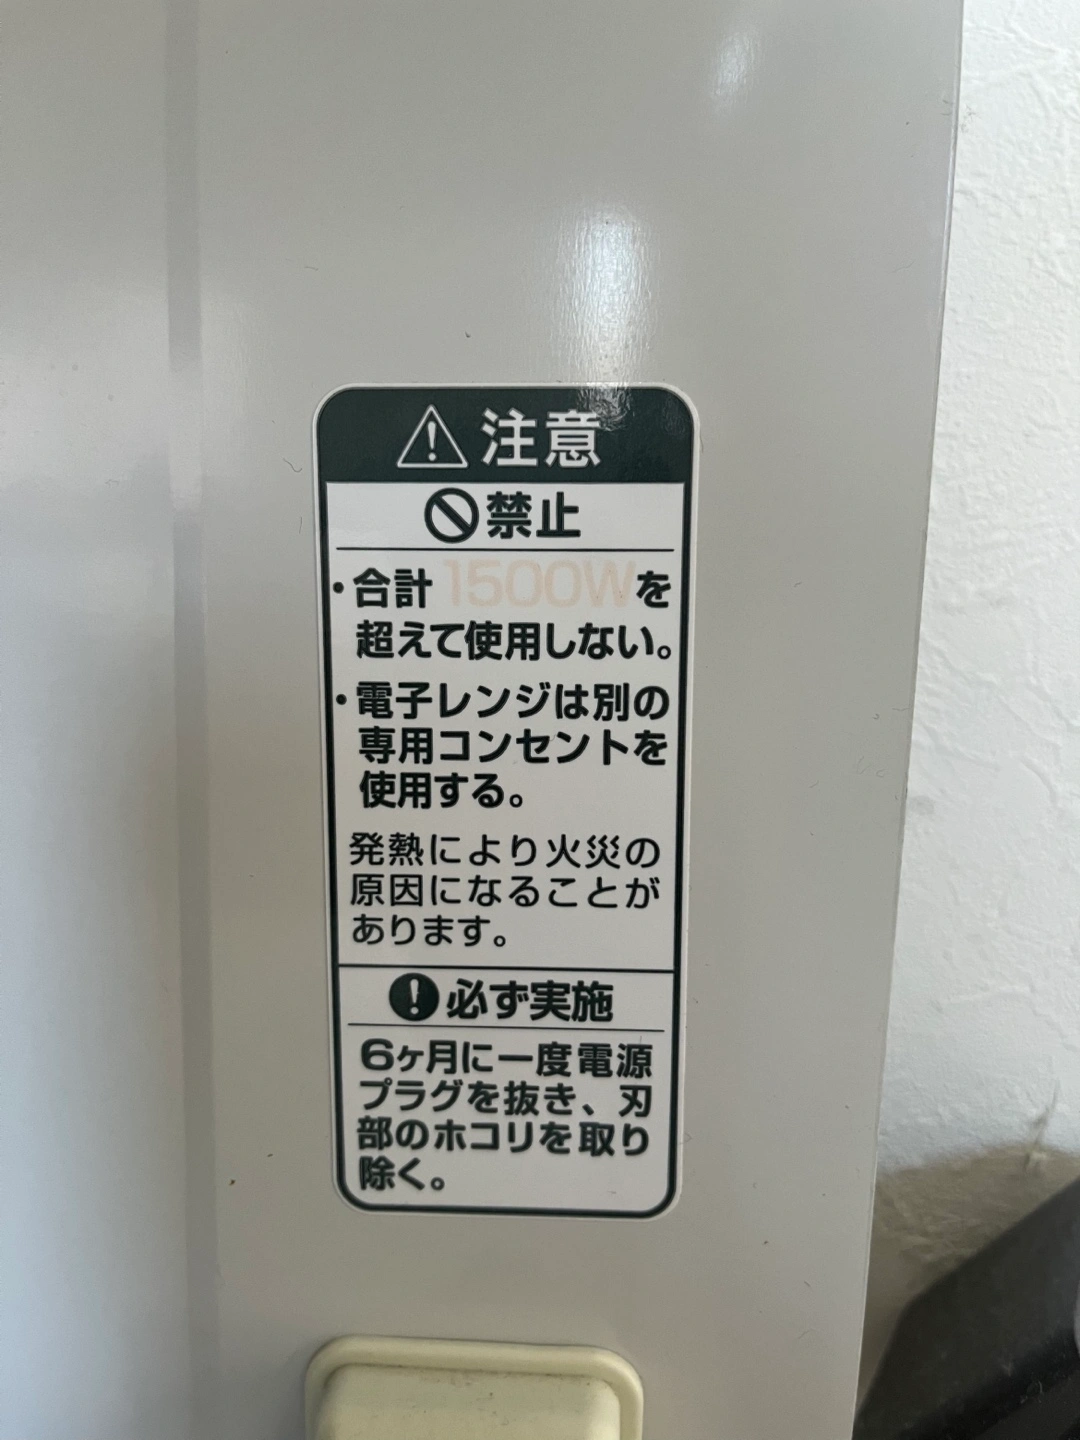 注意
禁止
・合計1500Wを
超えて使用しない。
・電子レンジは別の
専用コンセントを
使用する。
発熱により火災の
原因になることが
あります。
必ず実施
6ヶ月に一度電源
プラグを抜き、刃
部のホコリを取り
除く。